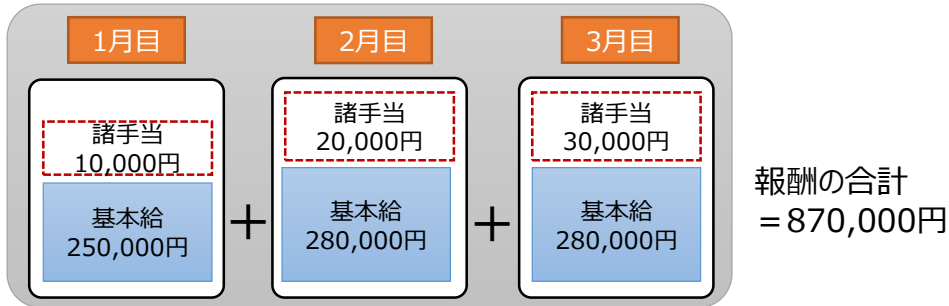 1月目
2月目
3月目
諸手当
10,000円
基本給
250,000円
＋
諸手当
20,000円
基本給
280,000円
＋
諸手当
30,000円
基本給
280,000円
報酬の合計
＝870,000円